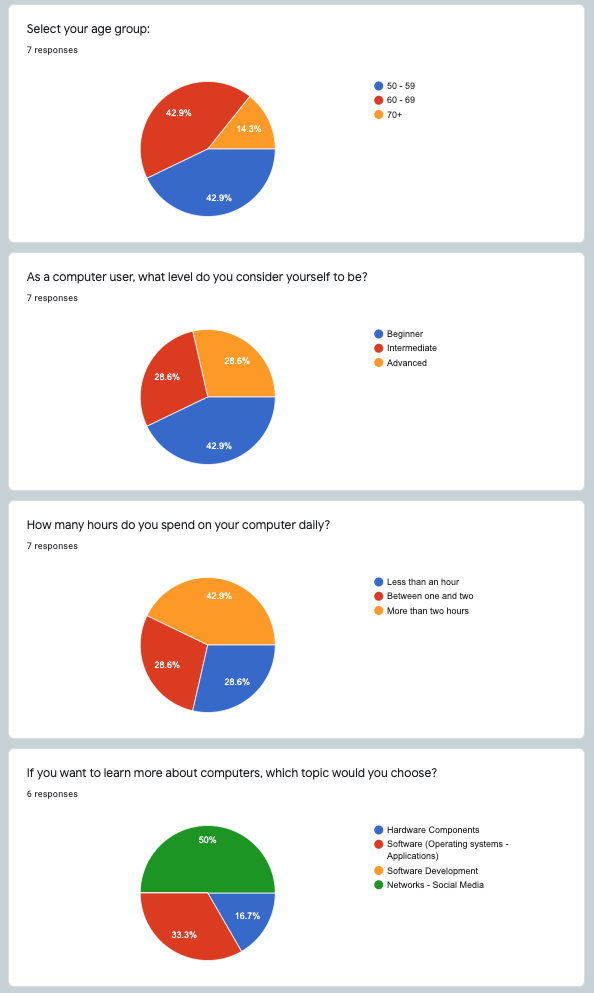 Select your age group:
7 responses
50 - 59
60 - 69
70+
42.9%
14.3%
42.9%
As a computer user, what level do you consider yourself to be?
7 responses
Beginner
Intermediate
Advanced
28.6%
28.6%
42.9%
How many hours do you spend on your computer daily?
7 responses
Less than an hour
Between one and two
More than two hours
42.9%
28.6%
28.6%
If you want to learn more about computers, which topic would you choose?
6 responses
Hardware Components
Software (Operating systems -
Applications)
Software Development
Networks - Social Media
50%
16.7%
33.3%